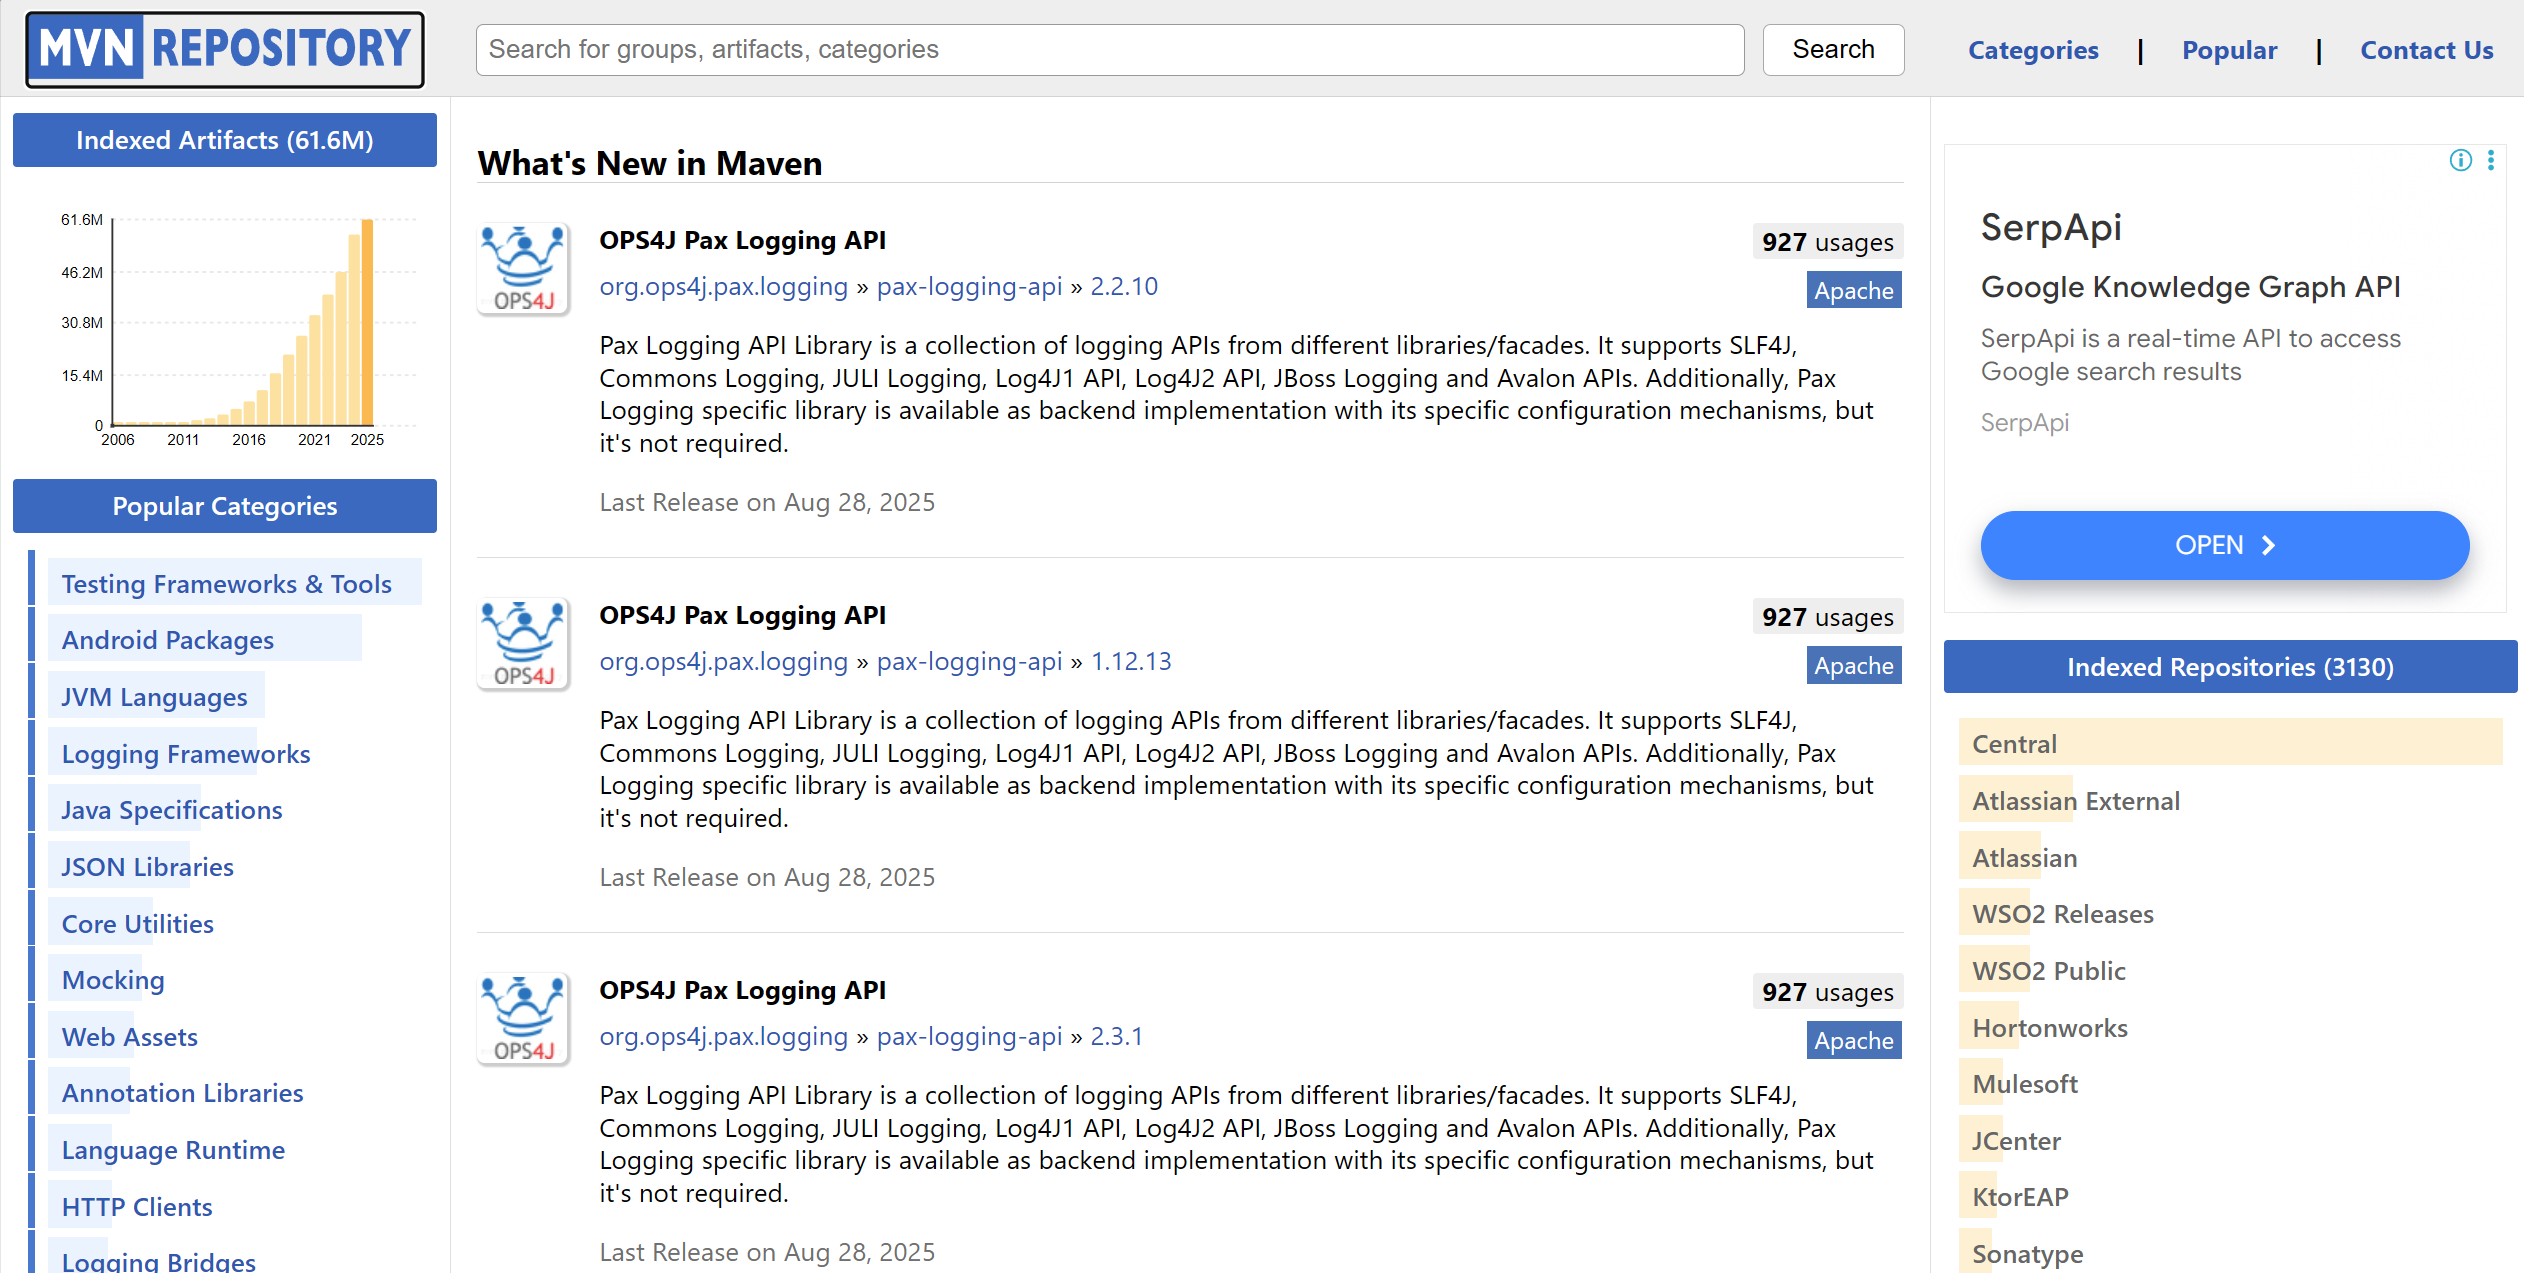 MVN REPOSITORY
Search for groups, artifacts, categories
Search
Categories | Popular | Contact Us
Indexed Artifacts (61.6M)
61.6M
46.2M
30.8M
15.4M
0
2006 2011 2016 2021 2025
Popular Categories
Testing Frameworks & Tools
Android Packages
JVM Languages
Logging Frameworks
Java Specifications
JSON Libraries
Core Utilities
Mocking
Web Assets
Annotation Libraries
Language Runtime
HTTP Clients
Logging Bridges
What's New in Maven
OPS4J
OPS4J Pax Logging API
927 usages
org.ops4j.pax.logging » pax-logging-api » 2.2.10
Apache
Pax Logging API Library is a collection of logging APIs from different libraries/facades. It supports SLF4J,
Commons Logging, JULI Logging, Log4J1 API, Log4J2 API, JBoss Logging and Avalon APIs. Additionally, Pax
Logging specific library is available as backend implementation with its specific configuration mechanisms, but
it's not required.
Last Release on Aug 28, 2025
OPS4J
OPS4J Pax Logging API
927 usages
org.ops4j.pax.logging » pax-logging-api » 1.12.13
Apache
Pax Logging API Library is a collection of logging APIs from different libraries/facades. It supports SLF4J,
Commons Logging, JULI Logging, Log4J1 API, Log4J2 API, JBoss Logging and Avalon APIs. Additionally, Pax
Logging specific library is available as backend implementation with its specific configuration mechanisms, but
it's not required.
Last Release on Aug 28, 2025
OPS4J
OPS4J Pax Logging API
927 usages
org.ops4j.pax.logging » pax-logging-api » 2.3.1
Apache
Pax Logging API Library is a collection of logging APIs from different libraries/facades. It supports SLF4J,
Commons Logging, JULI Logging, Log4J1 API, Log4J2 API, JBoss Logging and Avalon APIs. Additionally, Pax
Logging specific library is available as backend implementation with its specific configuration mechanisms, but
it's not required.
Last Release on Aug 28, 2025
SerpApi
Google Knowledge Graph API
SerpApi is a real-time API to access
Google search results
SerpApi
OPEN
Indexed Repositories (3130)
Central
Atlassian External
Atlassian
WSO2 Releases
WSO2 Public
Hortonworks
Mulesoft
JCenter
KtorEAP
Sonatype